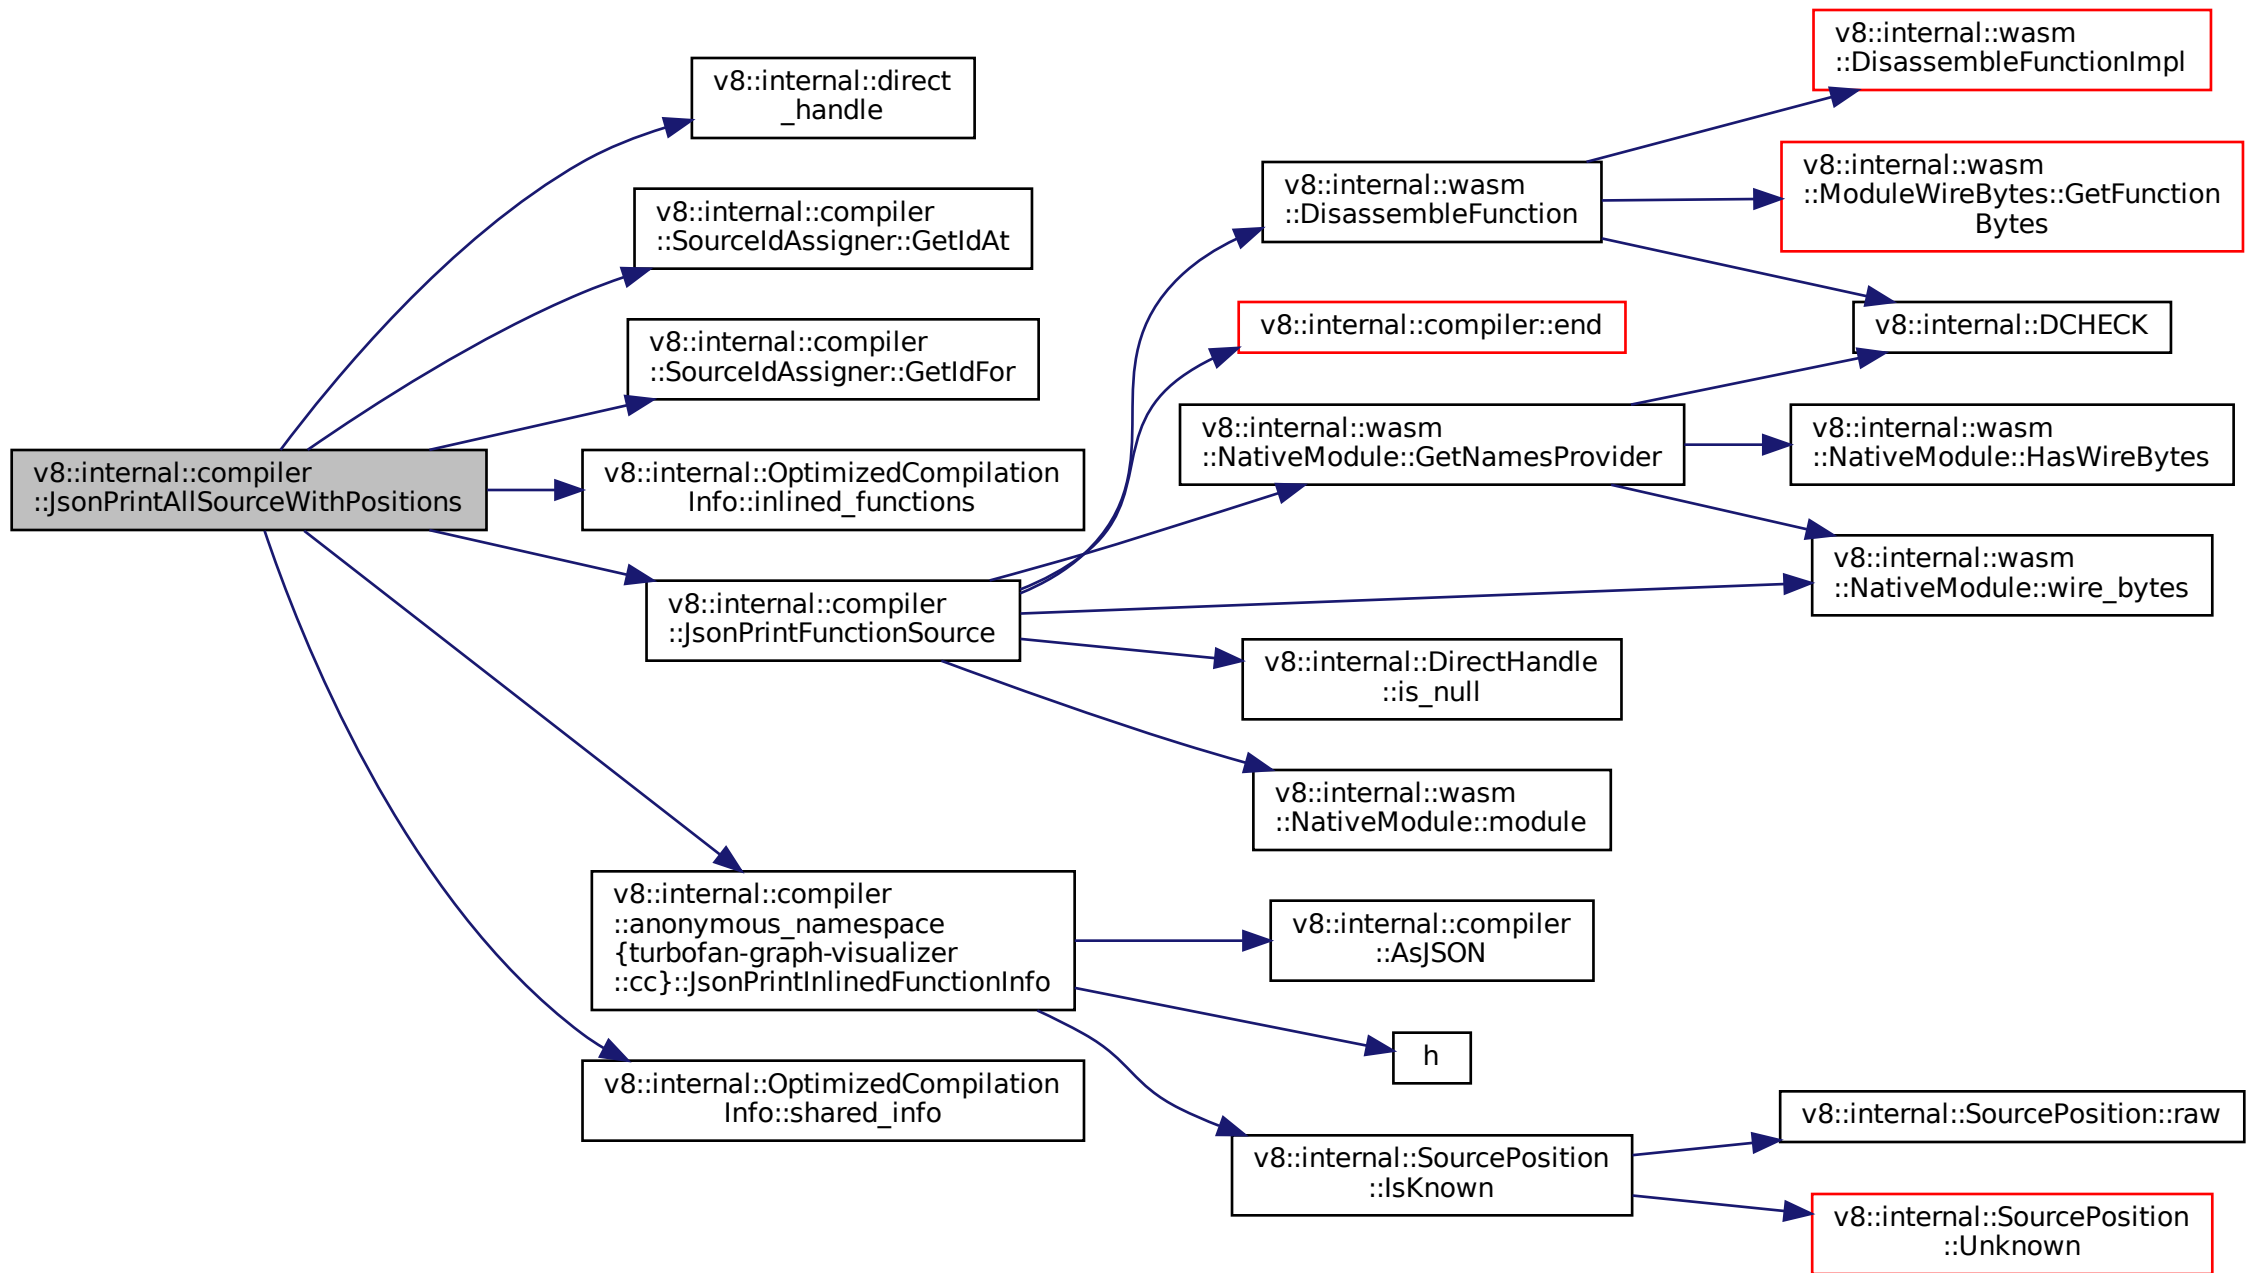 v8::internal::compiler
::JsonPrintAllSourceWithPositions
v8::internal::direct
_handle
v8::internal::compiler
::SourceIdAssigner::GetIdAt
v8::internal::compiler
::SourceIdAssigner::GetIdFor
v8::internal::OptimizedCompilation
Info::inlined_functions
v8::internal::compiler
::JsonPrintFunctionSource
v8::internal::compiler
::anonymous_namespace
{turbofan-graph-visualizer
::cc}::JsonPrintInlinedFunctionInfo
v8::internal::OptimizedCompilation
Info::shared_info
v8::internal::wasm
::DisassembleFunction
v8::internal::compiler::end
v8::internal::wasm
::NativeModule::GetNamesProvider
v8::internal::DirectHandle
::is_null
v8::internal::wasm
::NativeModule::module
v8::internal::compiler
::AsJSON
h
v8::internal::SourcePosition
::IsKnown
v8::internal::wasm
::DisassembleFunctionImpl
v8::internal::wasm
::ModuleWireBytes::GetFunction
Bytes
v8::internal::DCHECK
v8::internal::wasm
::NativeModule::HasWireBytes
v8::internal::wasm
::NativeModule::wire_bytes
v8::internal::SourcePosition::raw
v8::internal::SourcePosition
::Unknown